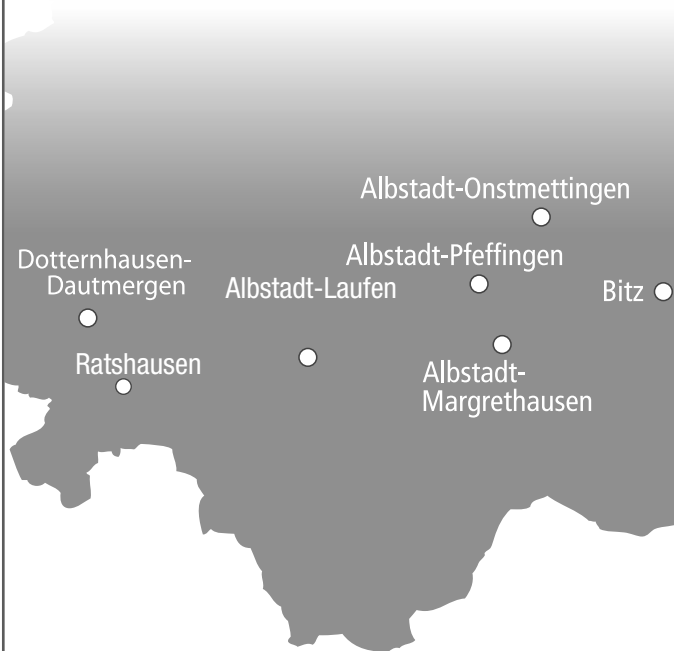 Albstadt-Onstmettingen
Albstadt-Pfeffingen
Dotternhausen-
Dautmergen
Albstadt-Laufen
Bitz
Ratshausen
Albstadt-
Margrethausen